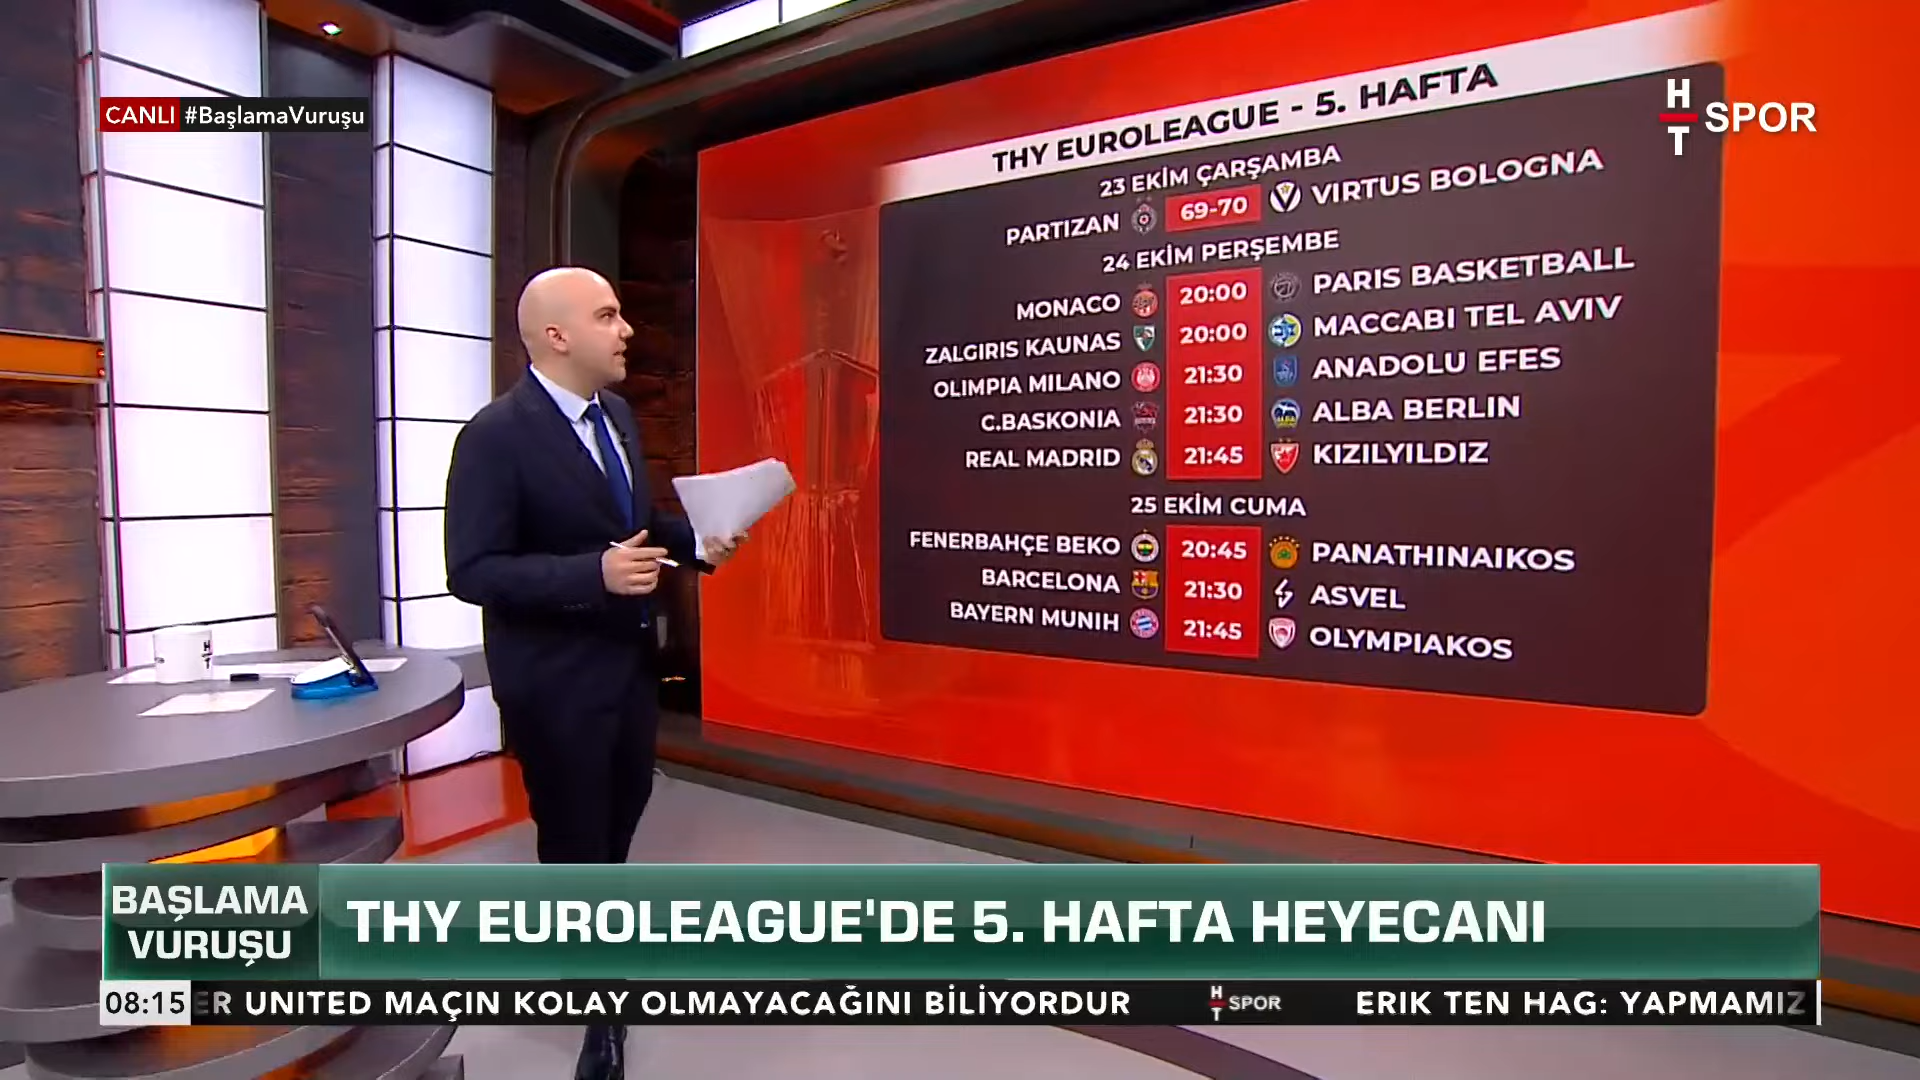 CANLI #BaşlamaVuruşu
HT SPOR
THY EUROLEAGUE - 5. HAFTA
23 EKİM ÇARŞAMBA
PARTIZAN 69-70 VIRTUS BOLOGNA
24 EKİM PERŞEMBE
MONACO 20:00 PARIS BASKETBALL
ZALGIRIS KAUNAS 20:00 MACCABI TEL AVIV
OLIMPIA MILANO 21:30 ANADOLU EFES
C.BASKONIA 21:30 ALBA BERLIN
REAL MADRID 21:45 KIZILYILDIZ
25 EKİM CUMA
FENERBAHÇE BEKO 20:45 PANATHINAIKOS
BARCELONA 21:30 ASVEL
BAYERN MUNIH 21:45 OLYMPIAKOS
HT
BAŞLAMA
VURUŞU
THY EUROLEAGUE'DE 5. HAFTA HEYECANI
08:15 ER UNITED MAÇIN KOLAY OLMAYACAĞINI BİLİYORDUR HT SPOR ERIK TEN HAG: YAPMAMIZ